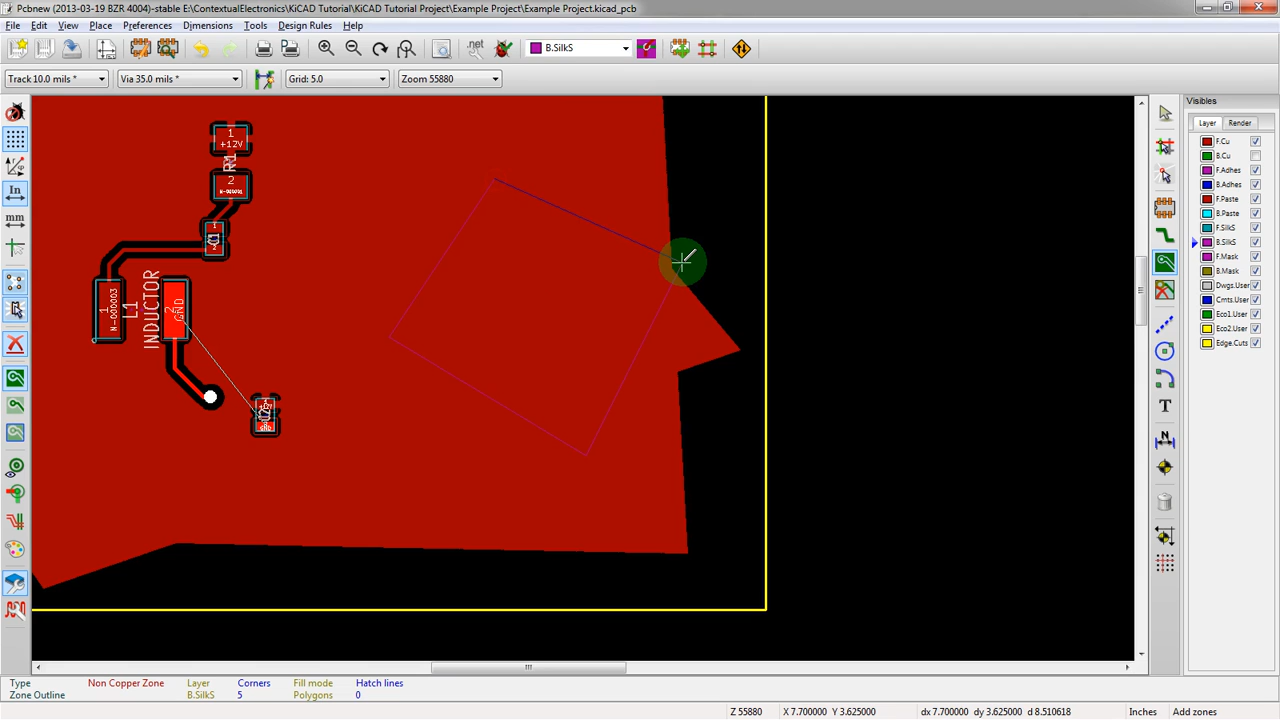 Pcbnew (2013-03-19 BZR 4004)-stable E:\ContextualElectronics\KiCAD Tutorial\KiCAD Tutorial Project\Example Project\Example Project.kicad_pcb
File Edit View Place Preferences Dimensions Tools Design Rules Help
.net B.SilkS
Track 10.0 mils * Via 35.0 mils * Grid: 5.0 Zoom 55880
Visibles
Layer Render
F.Cu
B.Cu
F.Adhes
B.Adhes
F.Paste
B.Paste
F.SilkS
B.SilkS
F.Mask
B.Mask
Dwgs.User
Cmts.User
Eco1.User
Eco2.User
Edge.Cuts
In
mm
1
+12V
R1
2
1
2
1
N-000003
L1
INDUCTOR
2
GND
T
N
Type Non Copper Zone Layer Corners Fill mode Hatch lines
Zone Outline B.SilkS 5 Polygons 0
Z 55880 X 7.700000 Y 3.625000 dx 7.700000 dy 3.625000 d 8.510618 Inches Add zones